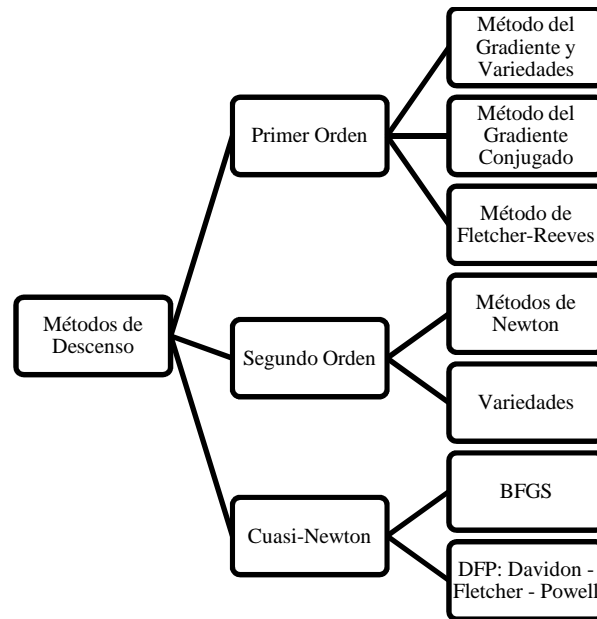 Método del
Gradiente y
Variedades
Primer Orden
Método del
Gradiente
Conjugado
Método de
Fletcher-Reeves
Métodos de
Descenso
Segundo Orden
Métodos de
Newton
Variedades
Cuasi-Newton
BFGS
DFP: Davidon -
Fletcher - Powell